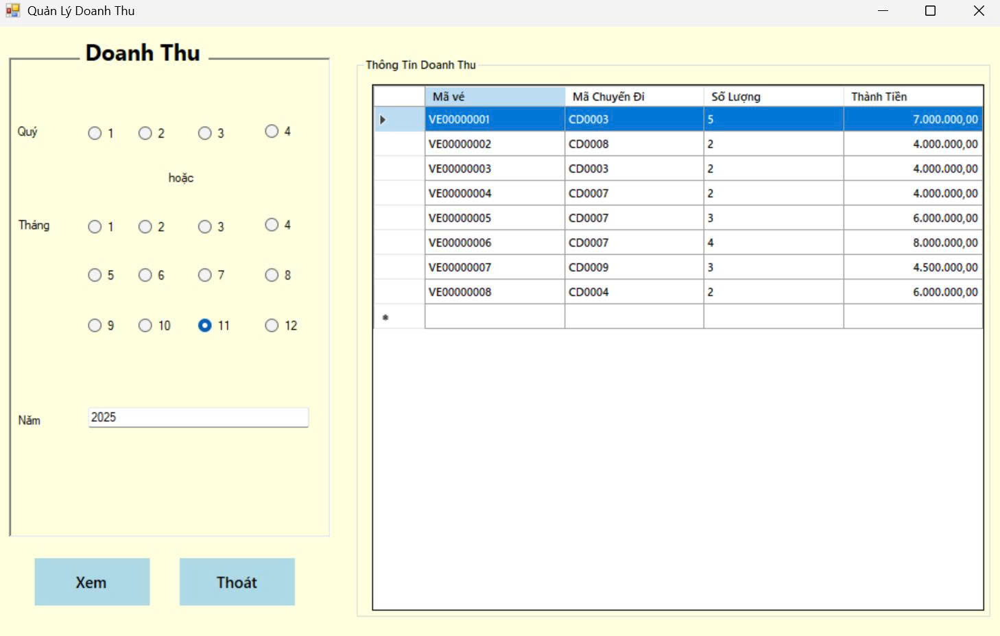 Quản Lý Doanh Thu
Doanh Thu
Quý 1 2 3 4
hoặc
Tháng 1 2 3 4
5 6 7 8
9 10 11 12
Năm 2025
Xem Thoát
Thông Tin Doanh Thu
Mã vé Mã Chuyến Đi Số Lượng Thành Tiền
VE00000001 CD0003 5 7.000.000,00
VE00000002 CD0008 2 4.000.000,00
VE00000003 CD0003 2 4.000.000,00
VE00000004 CD0007 2 4.000.000,00
VE00000005 CD0007 3 6.000.000,00
VE00000006 CD0007 4 8.000.000,00
VE00000007 CD0009 3 4.500.000,00
VE00000008 CD0004 2 6.000.000,00